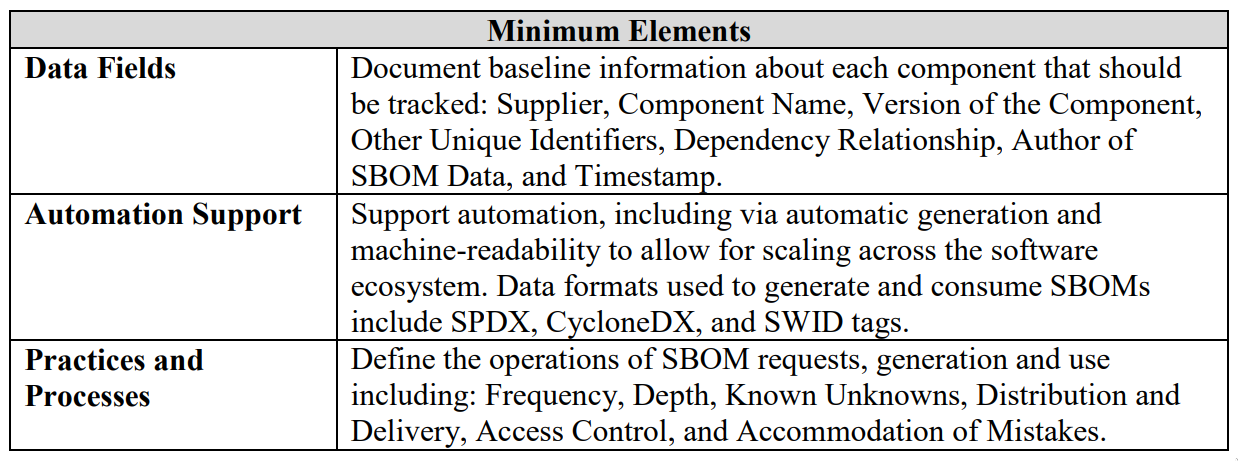 Minimum Elements
Data Fields
Document baseline information about each component that should
be tracked: Supplier, Component Name, Version of the Component,
Other Unique Identifiers, Dependency Relationship, Author of
SBOM Data, and Timestamp.
Automation Support
Support automation, including via automatic generation and
machine-readability to allow for scaling across the software
ecosystem. Data formats used to generate and consume SBOMs
include SPDX, CycloneDX, and SWID tags.
Practices and
Processes
Define the operations of SBOM requests, generation and use
including: Frequency, Depth, Known Unknowns, Distribution and
Delivery, Access Control, and Accommodation of Mistakes.